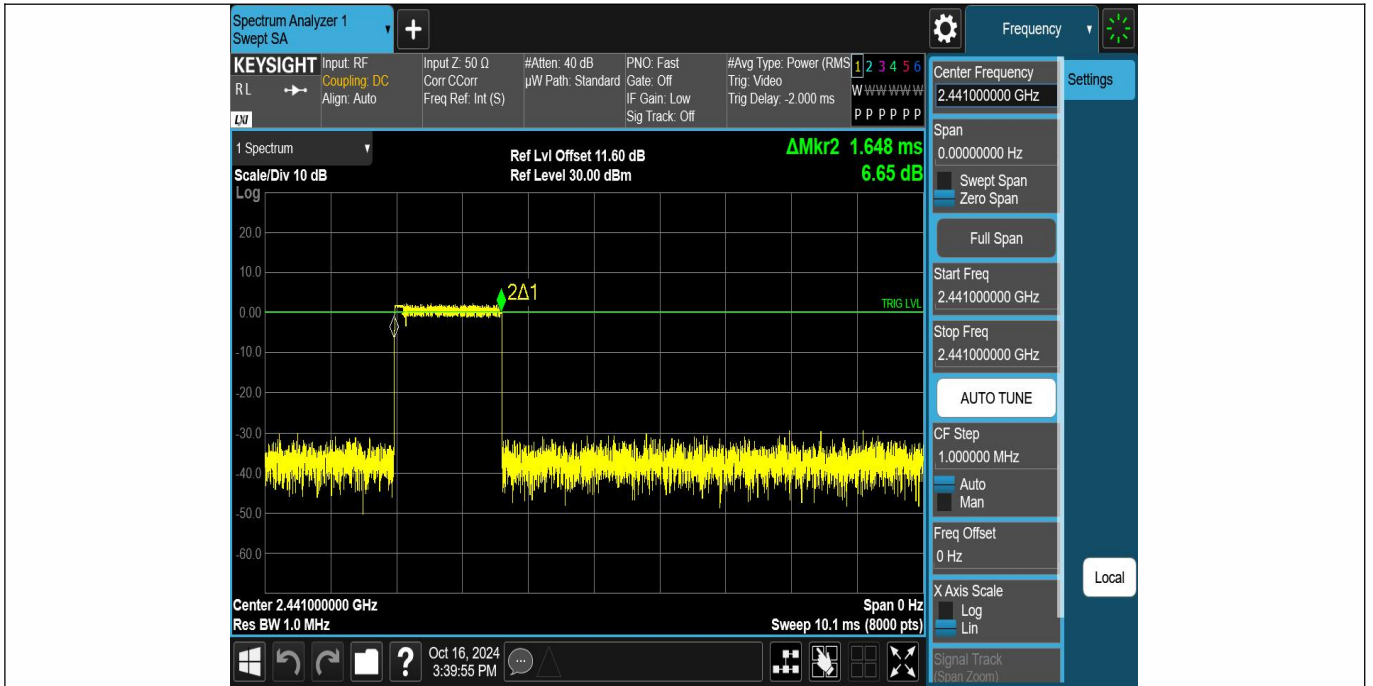 Spectrum Analyzer 1
Swept SA
+
Frequency
KEYSIGHT
RL
LXI
Input: RF
Coupling: DC
Align: Auto
Input Z: 50 Ω
Corr CCorr
Freq Ref: Int (S)
#Atten: 40 dB
µW Path: Standard
PNO: Fast
Gate: Off
IF Gain: Low
Sig Track: Off
#Avg Type: Power (RMS
Trig: Video
Trig Delay: -2.000 ms
1 2 3 4 5 6
W W W W W W
P P P P P P
Center Frequency
2.441000000 GHz
Settings
1 Spectrum
Scale/Div 10 dB
Ref Lvl Offset 11.60 dB
Ref Level 30.00 dBm
ΔMkr2 1.648 ms
6.65 dB
Log
20.0
10.0
0.00
-10.0
-20.0
-30.0
-40.0
-50.0
-60.0
2Δ1
TRIG LVL
Center 2.441000000 GHz
Res BW 1.0 MHz
Span 0 Hz
Sweep 10.1 ms (8000 pts)
Span
0.00000000 Hz
Swept Span
Zero Span
Full Span
Start Freq
2.441000000 GHz
Stop Freq
2.441000000 GHz
AUTO TUNE
CF Step
1.000000 MHz
Auto
Man
Freq Offset
0 Hz
X Axis Scale
Log
Lin
Signal Track
(Span Zoom)
Local
?
Oct 16, 2024
3:39:55 PM